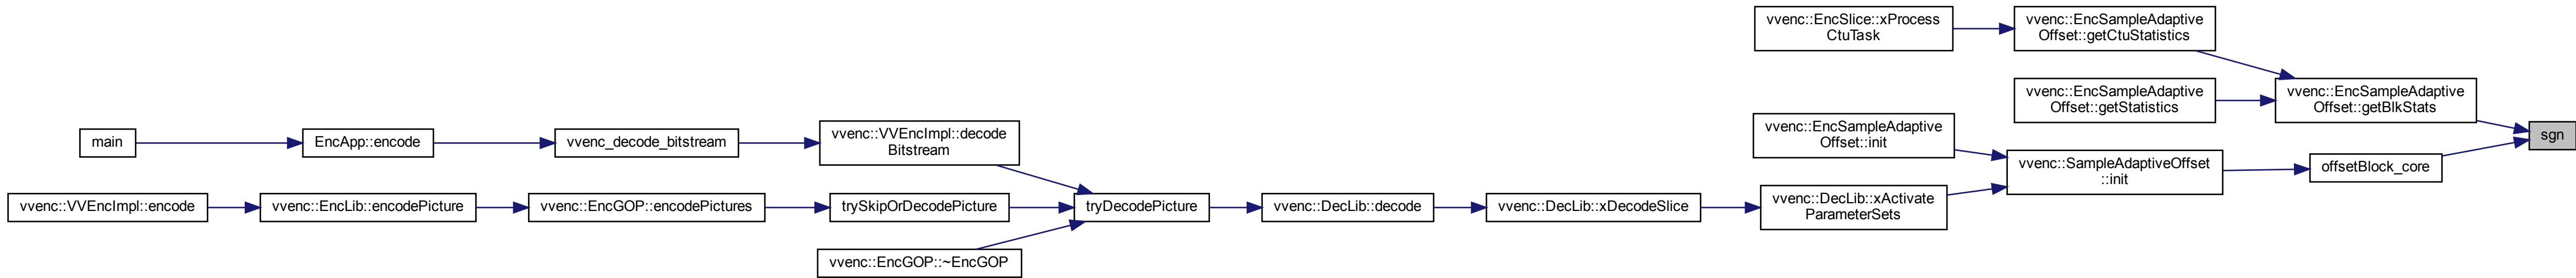 vvenc::EncSlice::xProcess
CtuTask
vvenc::EncSampleAdaptive
Offset::getCtuStatistics
vvenc::EncSampleAdaptive
Offset::getStatistics
vvenc::EncSampleAdaptive
Offset::getBlkStats
sgn
main
EncApp::encode
vvenc_decode_bitstream
vvenc::VVEncImpl::decode
Bitstream
vvenc::EncSampleAdaptive
Offset::init
vvenc::SampleAdaptiveOffset
::init
offsetBlock_core
vvenc::VVEncImpl::encode
vvenc::EncLib::encodePicture
vvenc::EncGOP::encodePictures
trySkipOrDecodePicture
tryDecodePicture
vvenc::DecLib::decode
vvenc::DecLib::xDecodeSlice
vvenc::DecLib::xActivate
ParameterSets
vvenc::EncGOP::~EncGOP